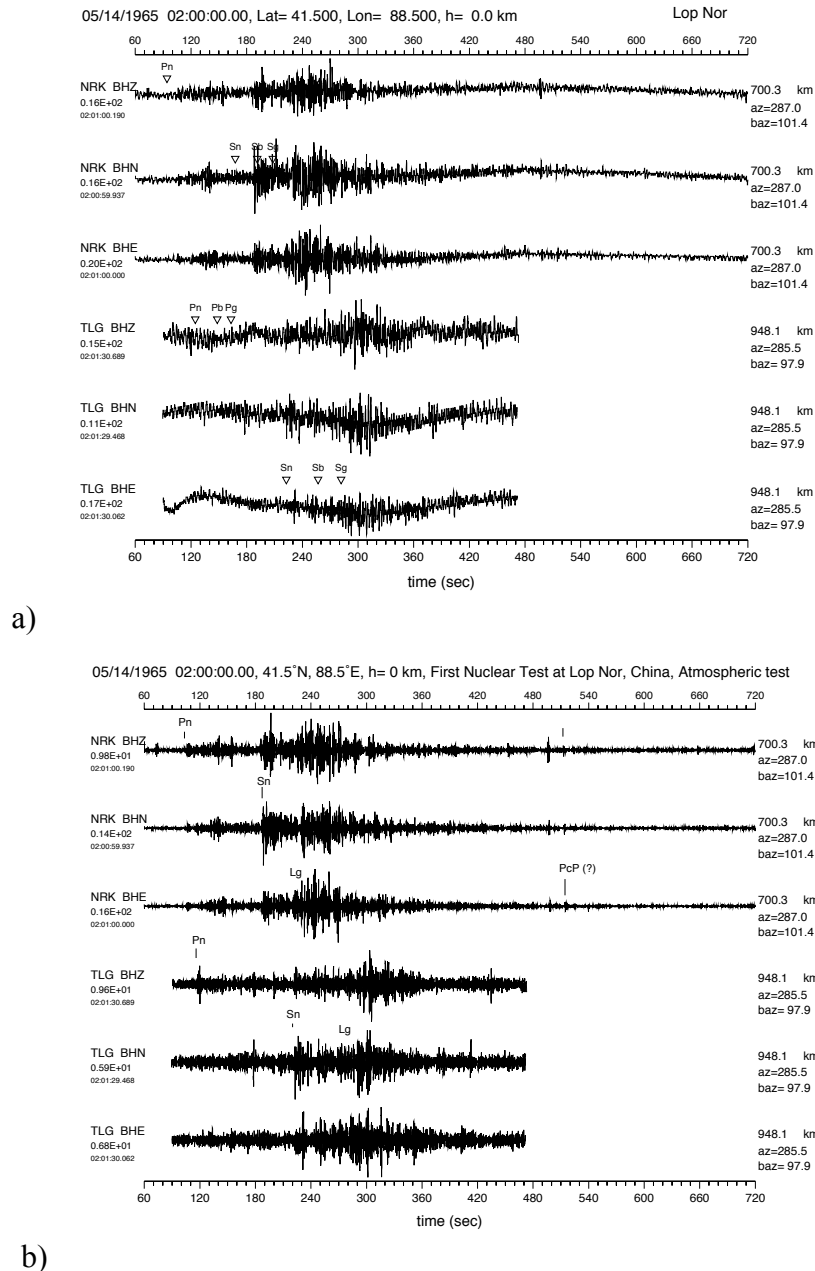 05/14/1965 02:00:00.00, Lat= 41.500, Lon= 88.500, h= 0.0 km Lop Nor
60 120 180 240 300 360 420 480 540 600 660 720
Pn
NRK BHZ 700.3 km
0.16E+02 az=287.0
02:01:00.190 baz=101.4
Sn Sb Sg
NRK BHN 700.3 km
0.16E+02 az=287.0
02:00:59.937 baz=101.4
NRK BHE 700.3 km
0.20E+02 az=287.0
02:01:00.000 baz=101.4
Pn Pb Pg
TLG BHZ 948.1 km
0.15E+02 az=285.5
02:01:30.689 baz= 97.9
TLG BHN 948.1 km
0.11E+02 az=285.5
02:01:29.468 baz= 97.9
Sn Sb Sg
TLG BHE 948.1 km
0.17E+02 az=285.5
02:01:30.062 baz= 97.9
60 120 180 240 300 360 420 480 540 600 660 720
time (sec)
a)
05/14/1965 02:00:00.00, 41.5˚N, 88.5˚E, h= 0 km, First Nuclear Test at Lop Nor, China, Atmospheric test
60 120 180 240 300 360 420 480 540 600 660 720
Pn
NRK BHZ 700.3 km
0.98E+01 az=287.0
02:01:00.190 baz=101.4
Sn
NRK BHN 700.3 km
0.14E+02 az=287.0
02:00:59.937 baz=101.4
Lg PcP (?)
NRK BHE 700.3 km
0.16E+02 az=287.0
02:01:00.000 baz=101.4
Pn
TLG BHZ 948.1 km
0.96E+01 az=285.5
02:01:30.689 baz= 97.9
Sn Lg
TLG BHN 948.1 km
0.59E+01 az=285.5
02:01:29.468 baz= 97.9
TLG BHE 948.1 km
0.68E+01 az=285.5
02:01:30.062 baz= 97.9
60 120 180 240 300 360 420 480 540 600 660 720
time (sec)
b)